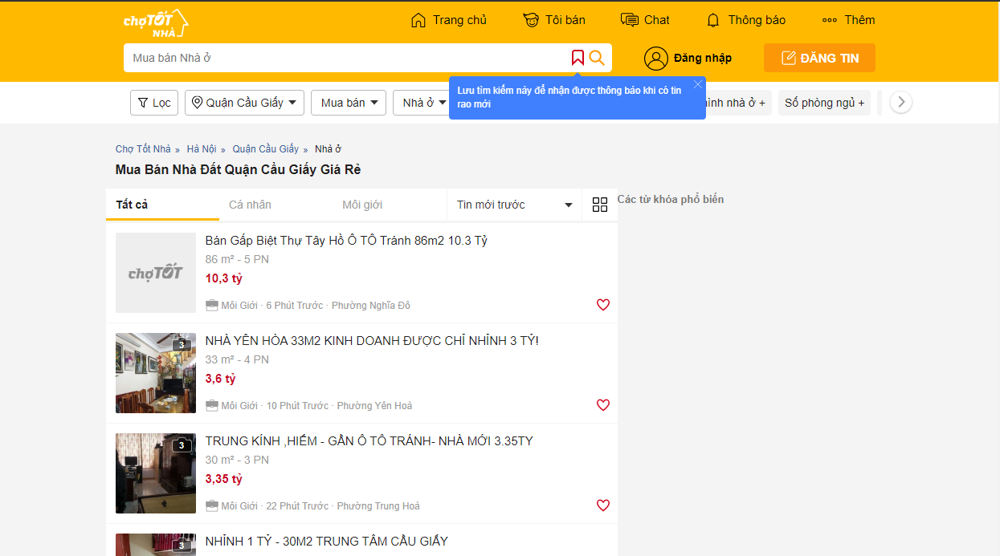 chợTỐT
NHÀ
Trang chủ
Tôi bán
Chat
Thông báo
Thêm
Mua bán Nhà ở
Đăng nhập
ĐĂNG TIN
Lưu tìm kiếm này để nhận được thông báo khi có tin
rao mới
Lọc
Quận Cầu Giấy
Mua bán
Nhà ở
hình nhà ở +
Số phòng ngủ +
Chợ Tốt Nhà » Hà Nội » Quận Cầu Giấy » Nhà ở
Mua Bán Nhà Đất Quận Cầu Giấy Giá Rẻ
Tất cả
Cá nhân
Môi giới
Tin mới trước
Các từ khóa phổ biến
chợTỐT
Bán Gấp Biệt Thự Tây Hồ Ô TÔ Tránh 86m2 10.3 Tỷ
86 m² - 5 PN
10,3 tỷ
Môi Giới · 6 Phút Trước · Phường Nghĩa Đô
3
NHÀ YÊN HÒA 33M2 KINH DOANH ĐƯỢC CHỈ NHỈNH 3 TỶ!
33 m² - 4 PN
3,6 tỷ
Môi Giới · 10 Phút Trước · Phường Yên Hoà
3
TRUNG KÍNH ,HIẾM - GẦN Ô TÔ TRÁNH- NHÀ MỚI 3.35TY
30 m² - 3 PN
3,35 tỷ
Môi Giới · 22 Phút Trước · Phường Trung Hoà
3
NHỈNH 1 TỶ - 30M2 TRUNG TÂM CẦU GIẤY